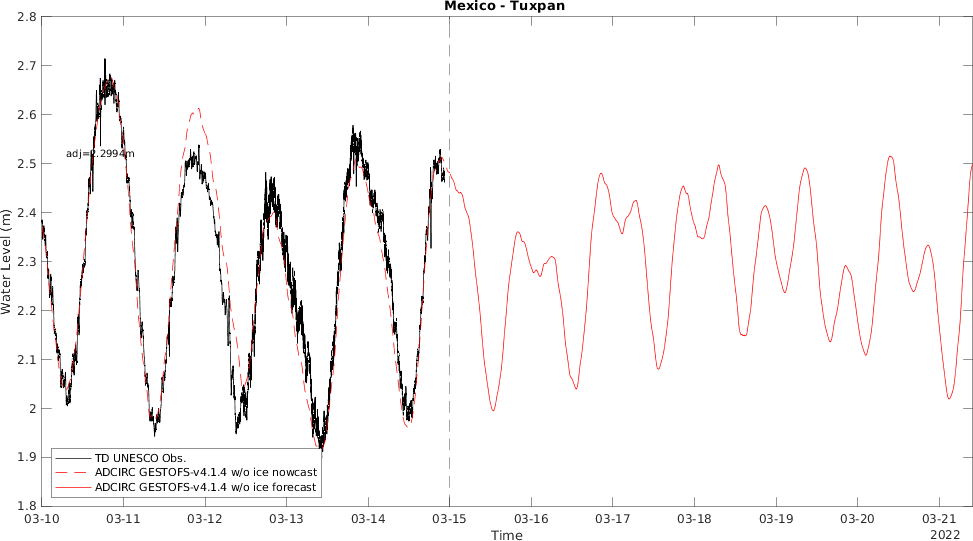 Mexico - Tuxpan
2.8
2.7
2.6
2.5
2.4
2.3
2.2
2.1
2
1.9
1.8
Water Level (m)
adj=2.2994m
TD UNESCO Obs.
ADCIRC GESTOFS-v4.1.4 w/o ice nowcast
ADCIRC GESTOFS-v4.1.4 w/o ice forecast
03-10 03-11 03-12 03-13 03-14 03-15 03-16 03-17 03-18 03-19 03-20 03-21
Time
2022